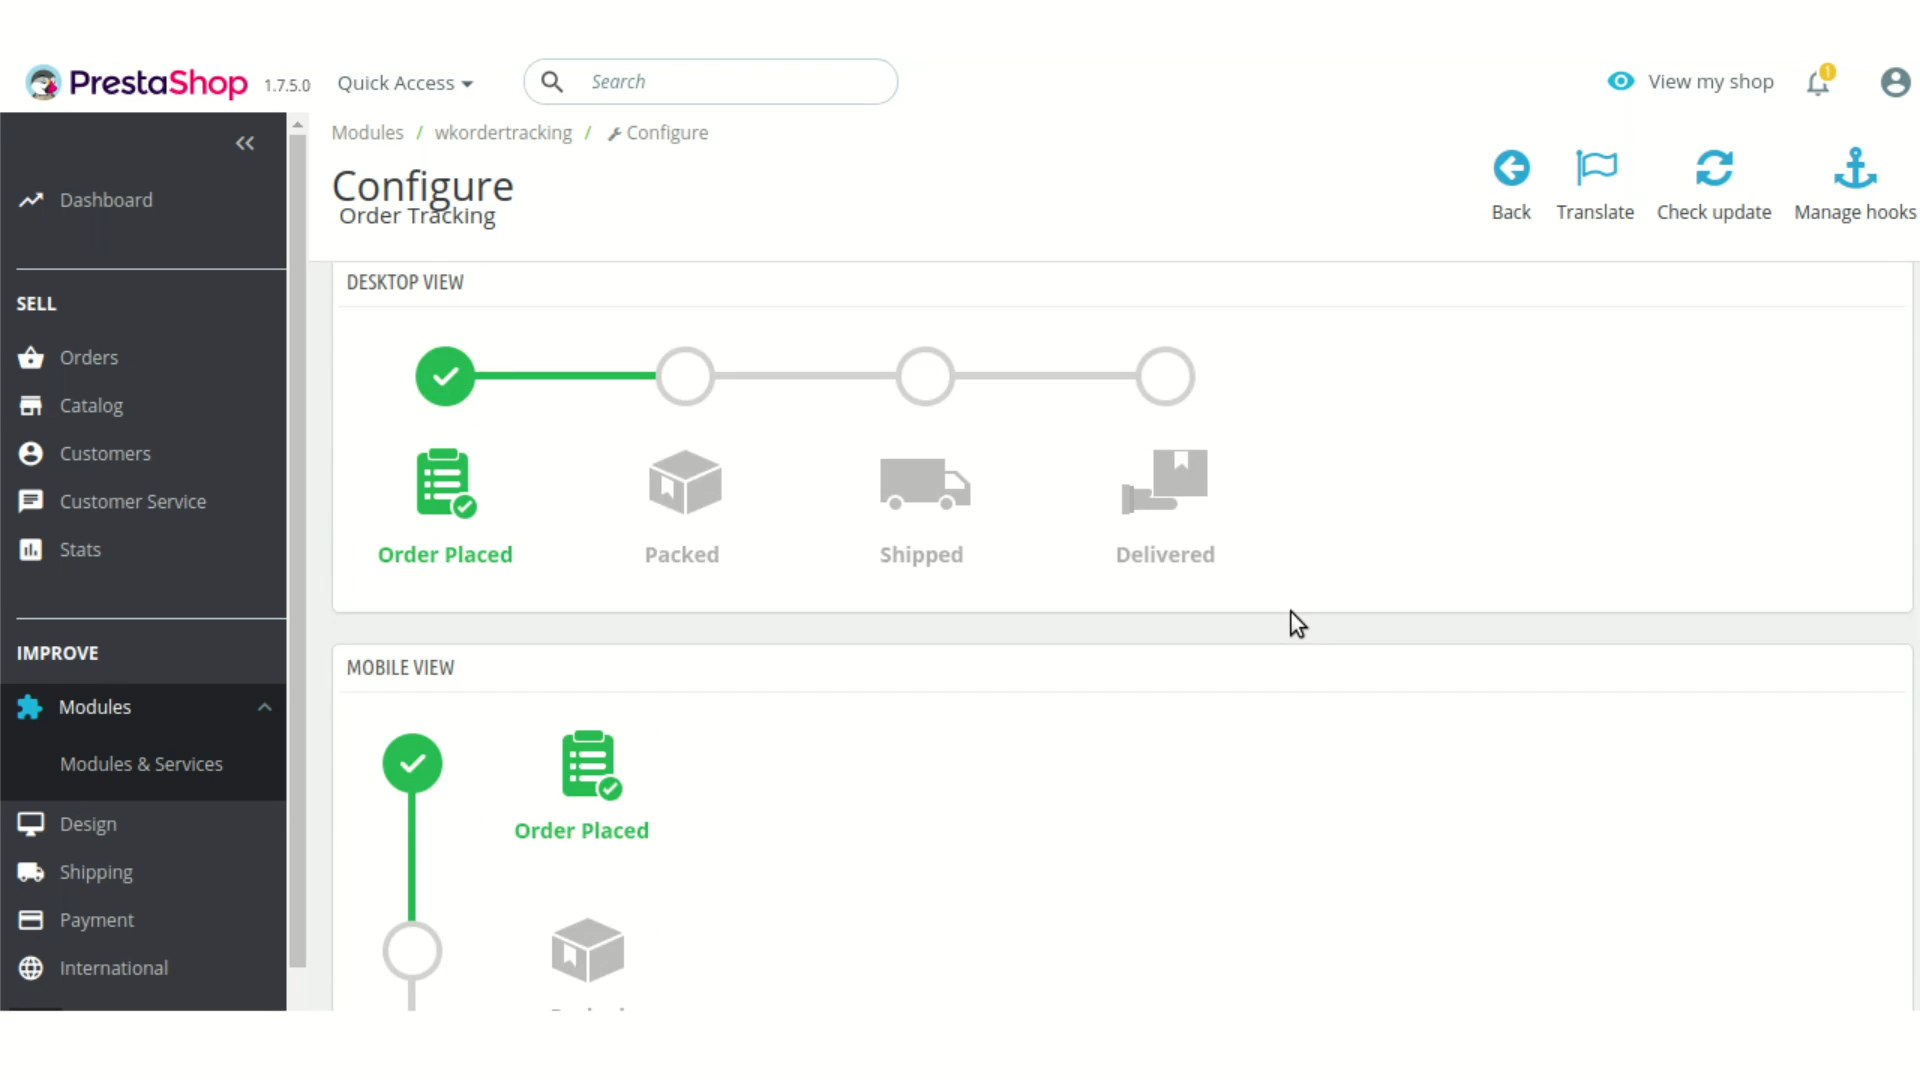 PrestaShop 1.7.5.0 Quick Access Search View my shop 1
Modules / wkordertracking / Configure
Configure
Order Tracking
Back Translate Check update Manage hooks
Dashboard
SELL
Orders
Catalog
Customers
Customer Service
Stats
IMPROVE
Modules
Modules & Services
Design
Shipping
Payment
International
DESKTOP VIEW
Order Placed Packed Shipped Delivered
MOBILE VIEW
Order Placed